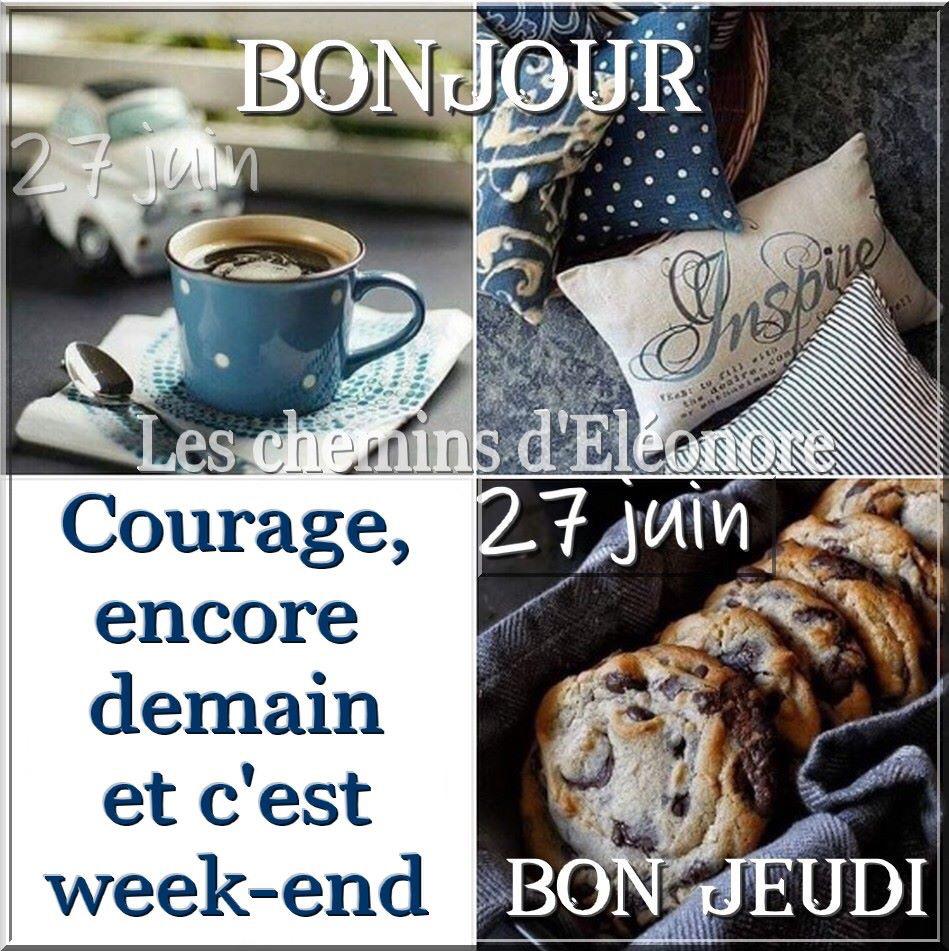 BONJOUR
27 juin
Inspire
Les chemins d'Eléonore
Courage,
encore
demain
et c'est
week-end
27 juin
BON JEUDI